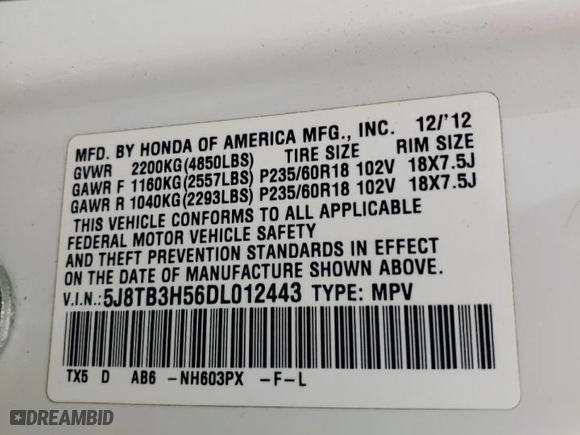 MFD. BY HONDA OF AMERICA MFG., INC. 12/'12
GVWR 2200KG(4850LBS) TIRE SIZE RIM SIZE
GAWR F 1160KG(2557LBS) P235/60R18 102V 18X7.5J
GAWR R 1040KG(2293LBS) P235/60R18 102V 18X7.5J
THIS VEHICLE CONFORMS TO ALL APPLICABLE
FEDERAL MOTOR VEHICLE SAFETY
AND THEFT PREVENTION STANDARDS IN EFFECT
ON THE DATE OF MANUFACTURE SHOWN ABOVE.
V.I.N.: 5J8TB3H56DL012443 TYPE: MPV
TX5 D AB6 -NH603PX -F-L
DREAMBID